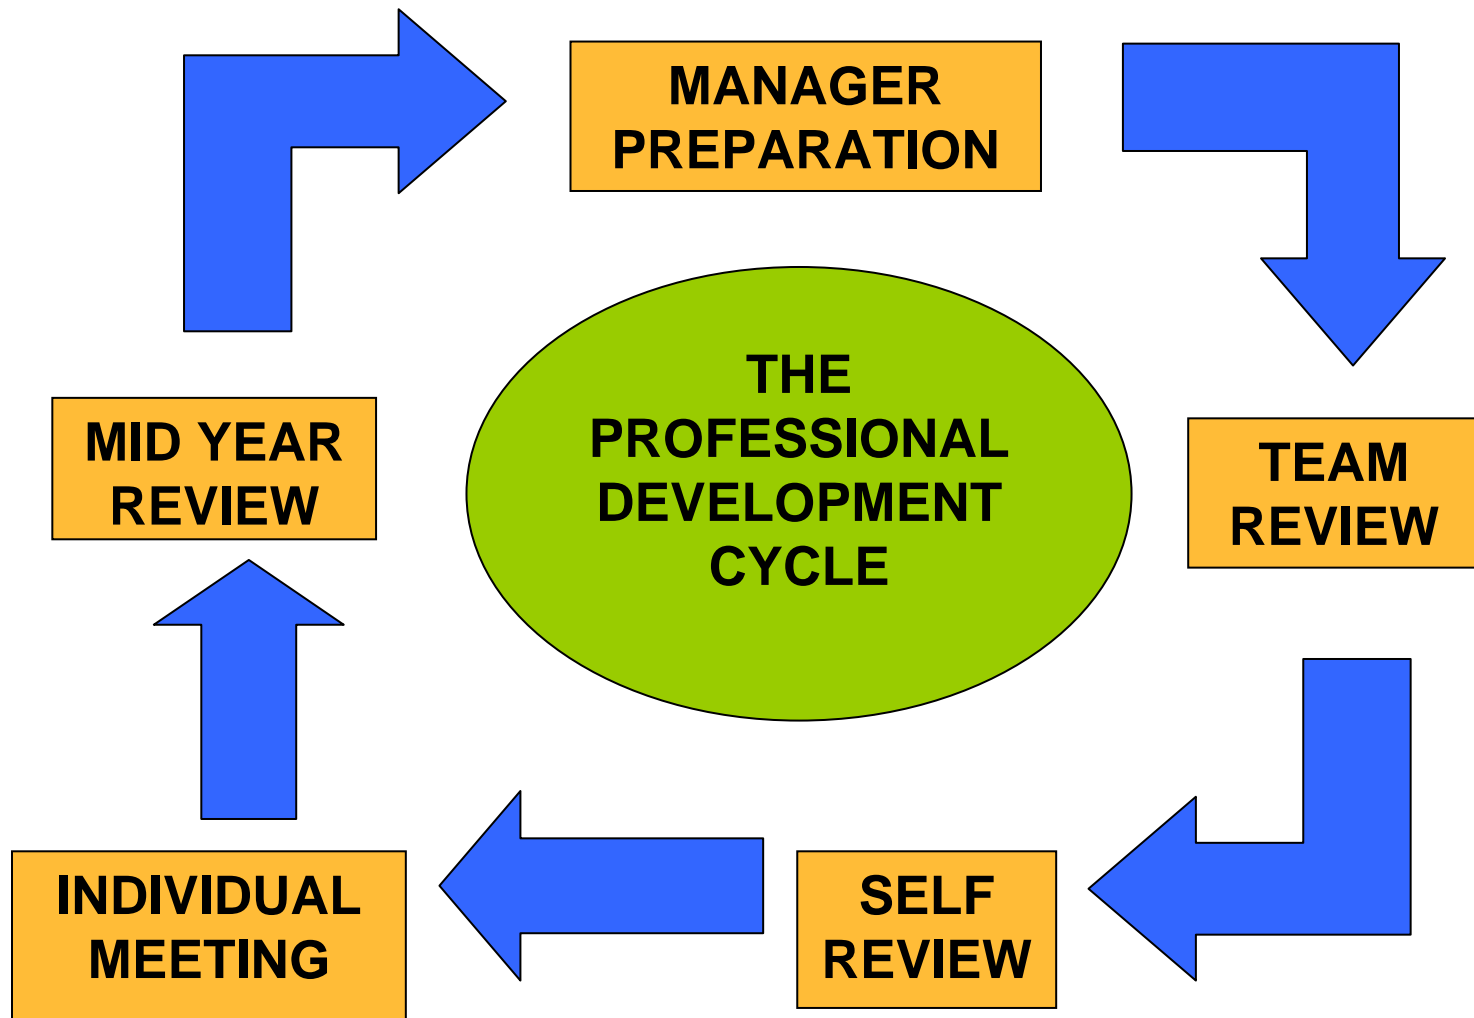 MANAGER
PREPARATION
THE
PROFESSIONAL
DEVELOPMENT
CYCLE
MID YEAR
REVIEW
TEAM
REVIEW
INDIVIDUAL
MEETING
SELF
REVIEW